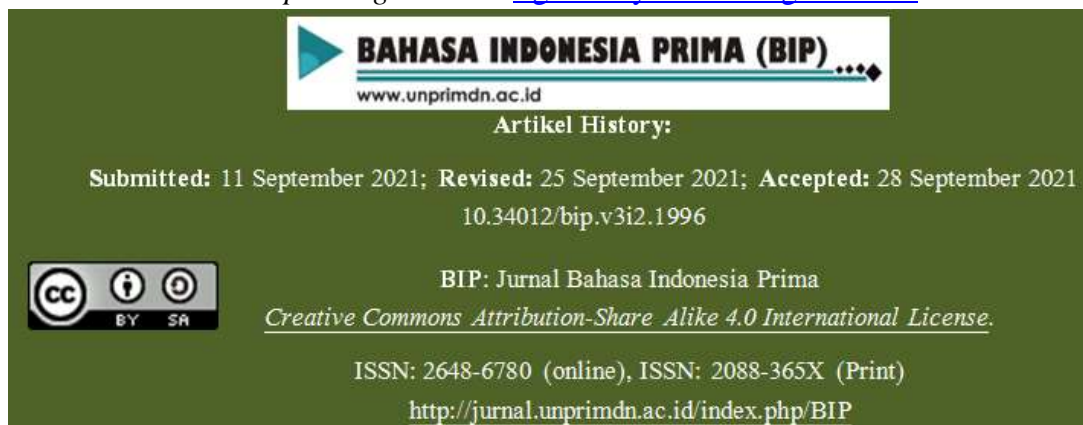 BAHASA INDONESIA PRIMA (BIP)
www.unprimdn.ac.id
Artikel History:
Submitted: 11 September 2021; Revised: 25 September 2021; Accepted: 28 September 2021
10.34012/bip.v3i2.1996
BIP: Jurnal Bahasa Indonesia Prima
cc BY SA
Creative Commons Attribution-Share Alike 4.0 International License.
ISSN: 2648-6780 (online), ISSN: 2088-365X (Print)
http://jurnal.unprimdn.ac.id/index.php/BIP